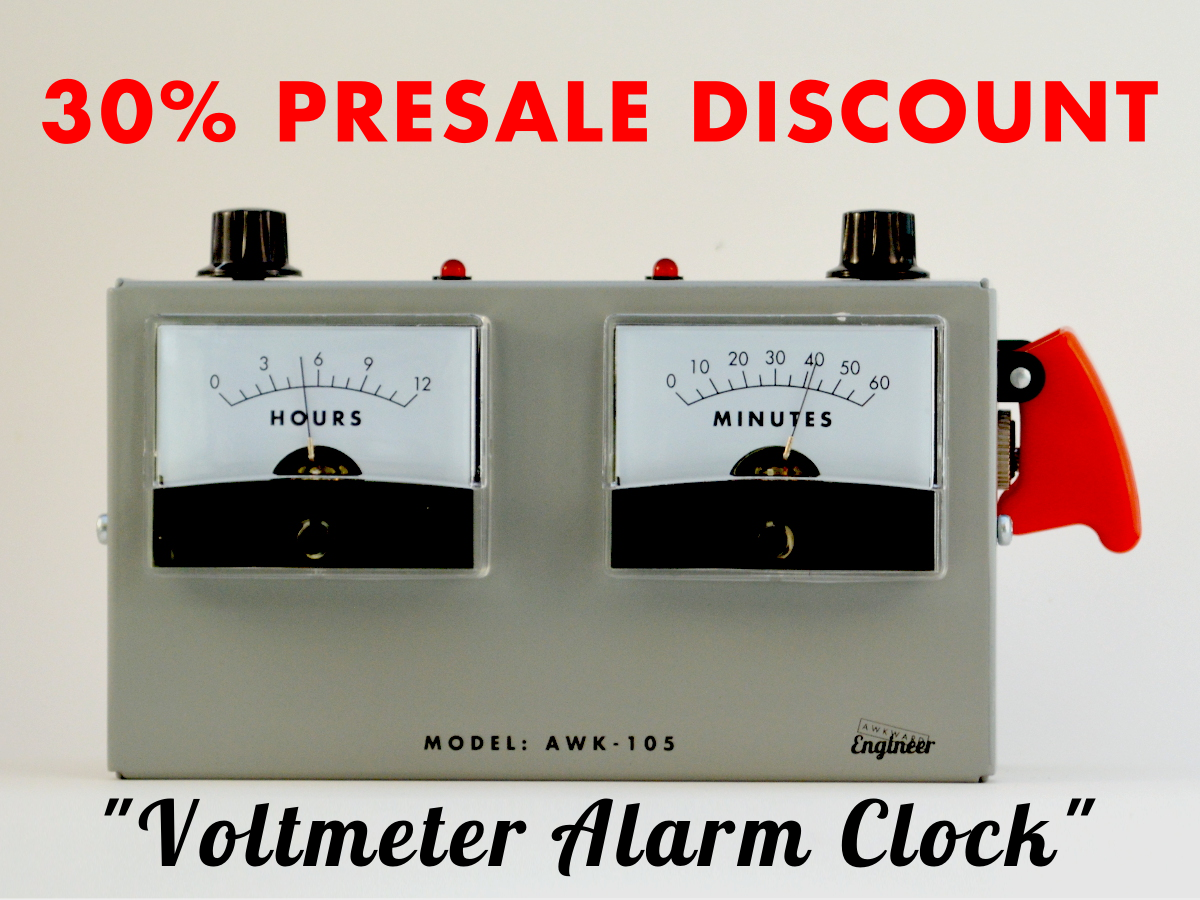 30% PRESALE DISCOUNT
0 3 6 9 12
HOURS
0 10 20 30 40 50 60
MINUTES
MODEL: AWK-105
AWKWARD
Engineer
"Voltmeter Alarm Clock"